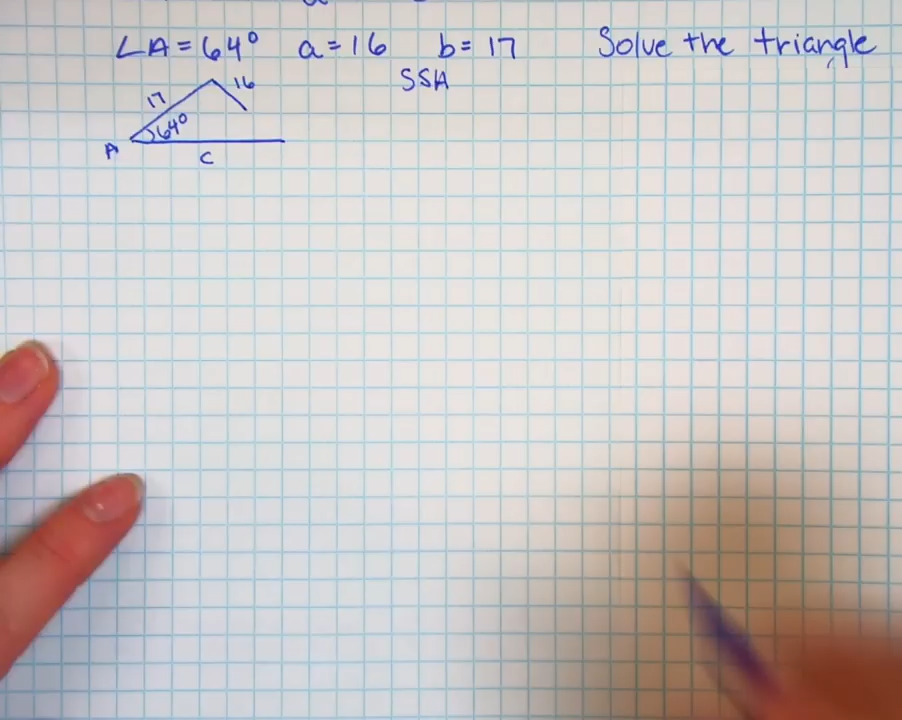 ∠A = 64° a = 16 b = 17 Solve the triangle
SSA
17 16
64°
A
c